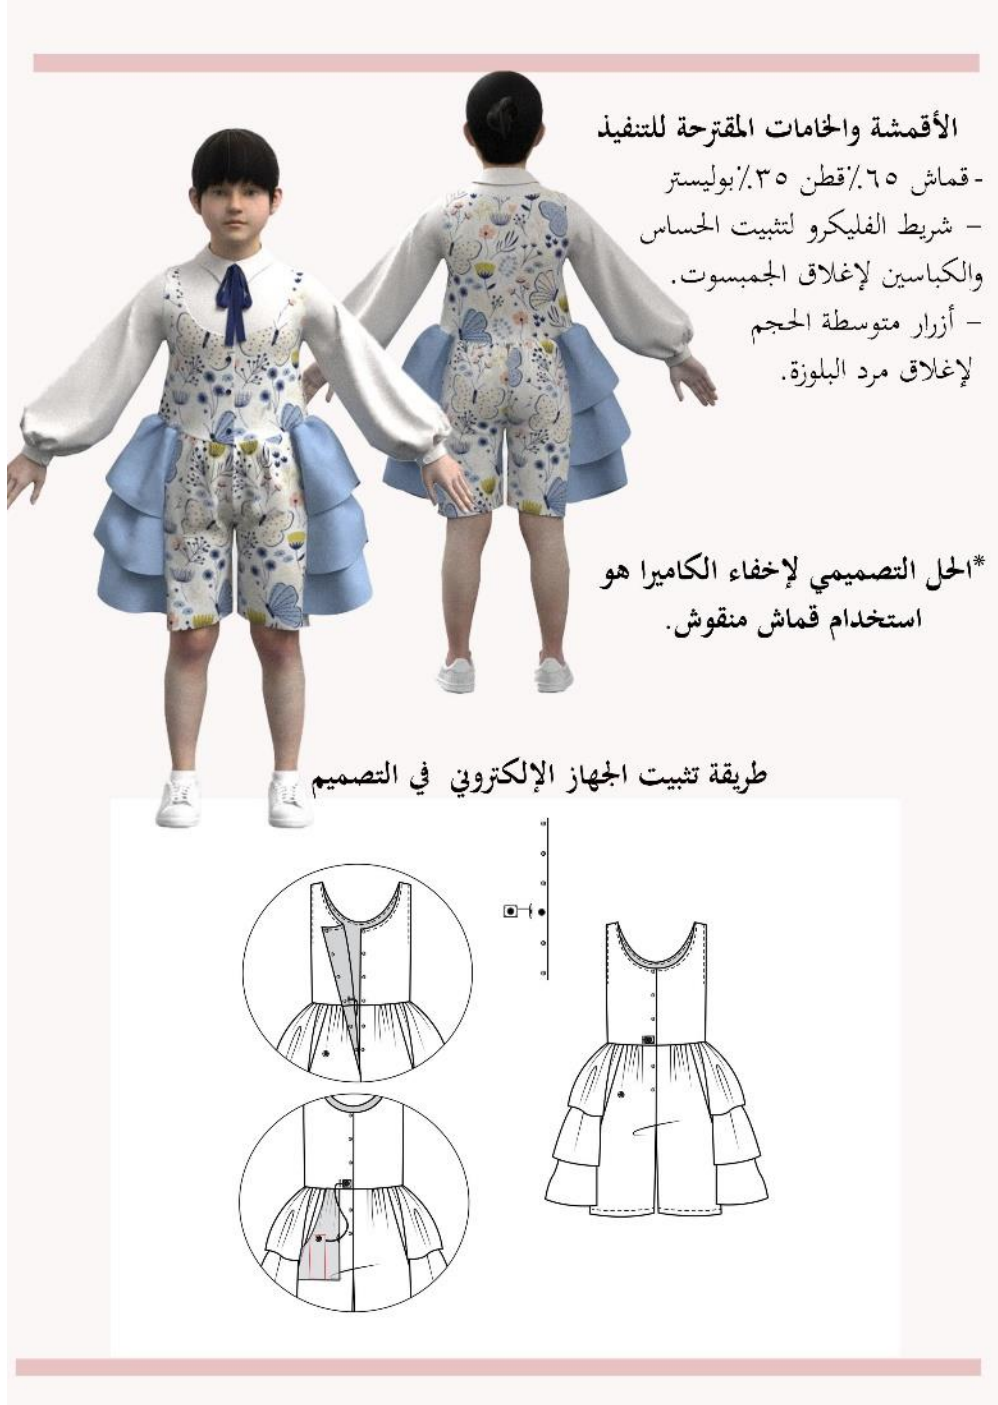 الأقمشة والخامات المقترحة للتنفيذ
- قماش ٦٥٪ قطن ٣٥٪ بوليستر
– شريط الفليكرو لتثبيت الحساس
والكباسين لإغلاق الجمبسوت.
– أزرار متوسطة الحجم
لإغلاق مرد البلوزة.
*الحل التصميمي لإخفاء الكاميرا هو
استخدام قماش منقوش.
طريقة تثبيت الجهاز الإلكتروني في التصميم